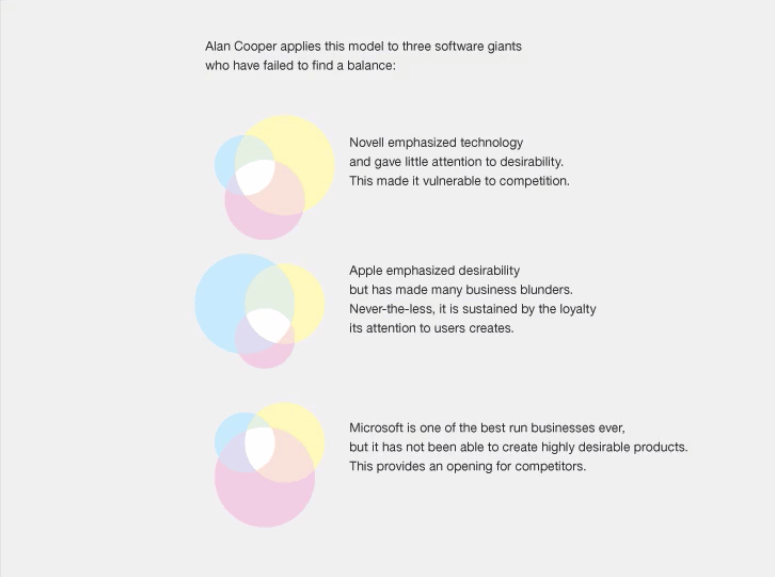 Alan Cooper applies this model to three software giants
who have failed to find a balance:
Novell emphasized technology
and gave little attention to desirability.
This made it vulnerable to competition.
Apple emphasized desirability
but has made many business blunders.
Never-the-less, it is sustained by the loyalty
its attention to users creates.
Microsoft is one of the best run businesses ever,
but it has not been able to create highly desirable products.
This provides an opening for competitors.